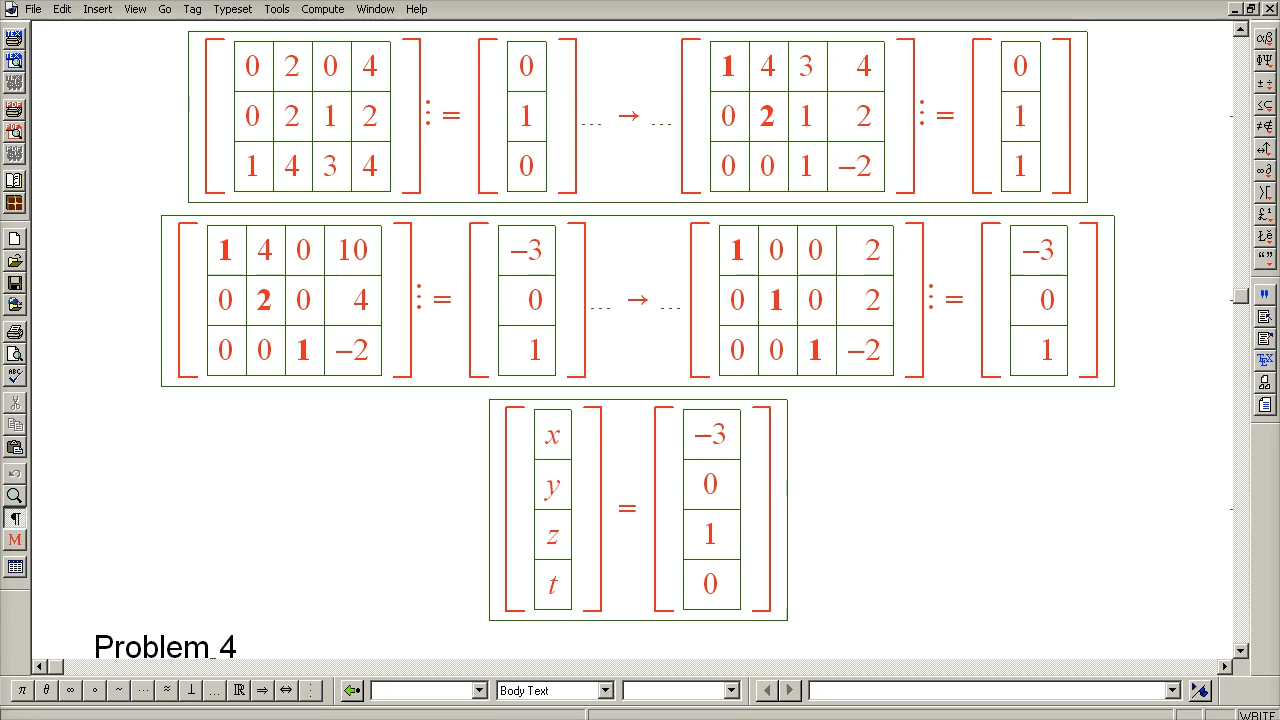 File Edit Insert View Go Tag Typeset Tools Compute Window Help
0 2 0 4 ⋮ = 0 ... → ... 1 4 3 4 ⋮ = 0
0 2 1 2 1 0 2 1 2 1
1 4 3 4 0 0 0 1 −2 1
1 4 0 10 ⋮ = −3 ... → ... 1 0 0 2 ⋮ = −3
0 2 0 4 0 0 1 0 2 0
0 0 1 −2 1 0 0 1 −2 1
x = −3
y 0
z 1
t 0
Problem 4
π θ ∞ ∘ ~ ⋯ ≈ ⊥ … ℝ ⇒ ⇔ ⋮ Body Text
WRITE